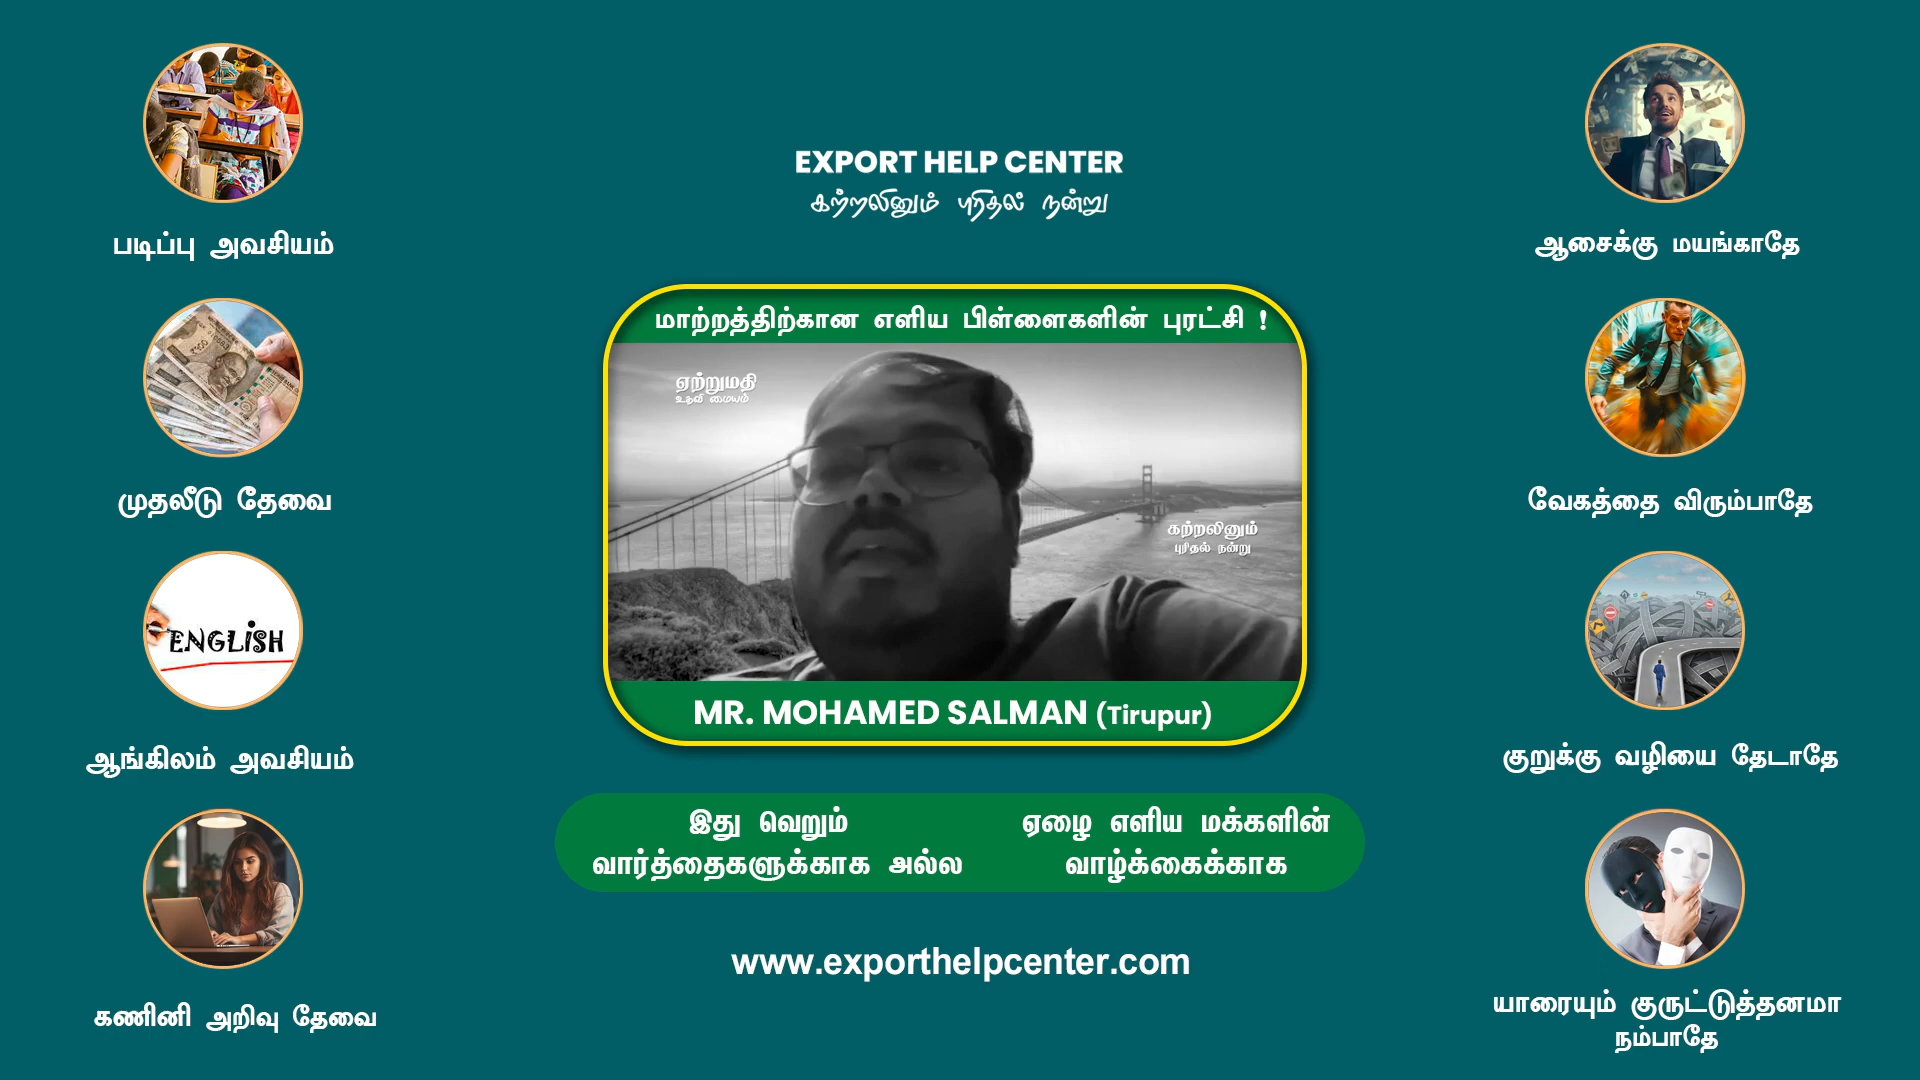 EXPORT HELP CENTER
கற்றலினும் புரிதல் நன்று
படிப்பு அவசியம்
முதலீடு தேவை
ENGLISH
ஆங்கிலம் அவசியம்
கணினி அறிவு தேவை
மாற்றத்திற்கான எளிய பிள்ளைகளின் புரட்சி !
ஏற்றுமதி
உதவி மையம்
கற்றலினும்
புரிதல் நன்று
MR. MOHAMED SALMAN (Tirupur)
இது வெறும்
வார்த்தைகளுக்காக அல்ல
ஏழை எளிய மக்களின்
வாழ்க்கைக்காக
www.exporthelpcenter.com
ஆசைக்கு மயங்காதே
வேகத்தை விரும்பாதே
குறுக்கு வழியை தேடாதே
யாரையும் குருட்டுத்தனமா
நம்பாதே